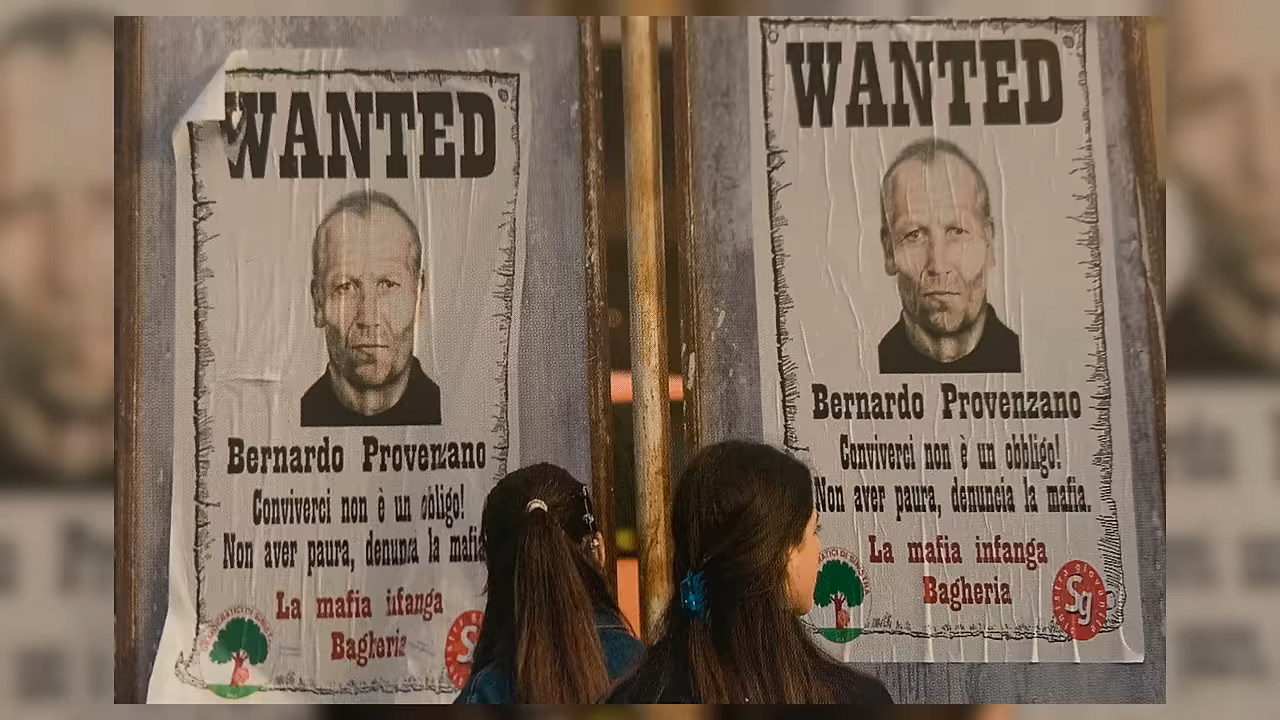 WANTED
Bernardo Provenzano
Conviverci non è un obbligo!
Non aver paura, denuncia la mafia
La mafia infanga
Bagheria
WANTED
Bernardo Provenzano
Conviverci non è un obbligo!
Non aver paura, denuncia la mafia.
La mafia infanga
Bagheria
Sg